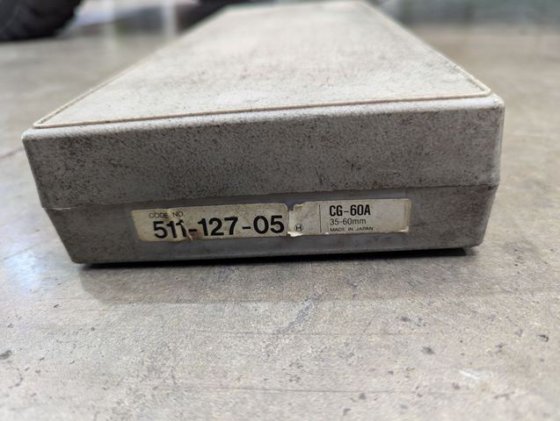 CODE NO.
511-127-05
H
CG-60A
35-60mm
MADE IN JAPAN